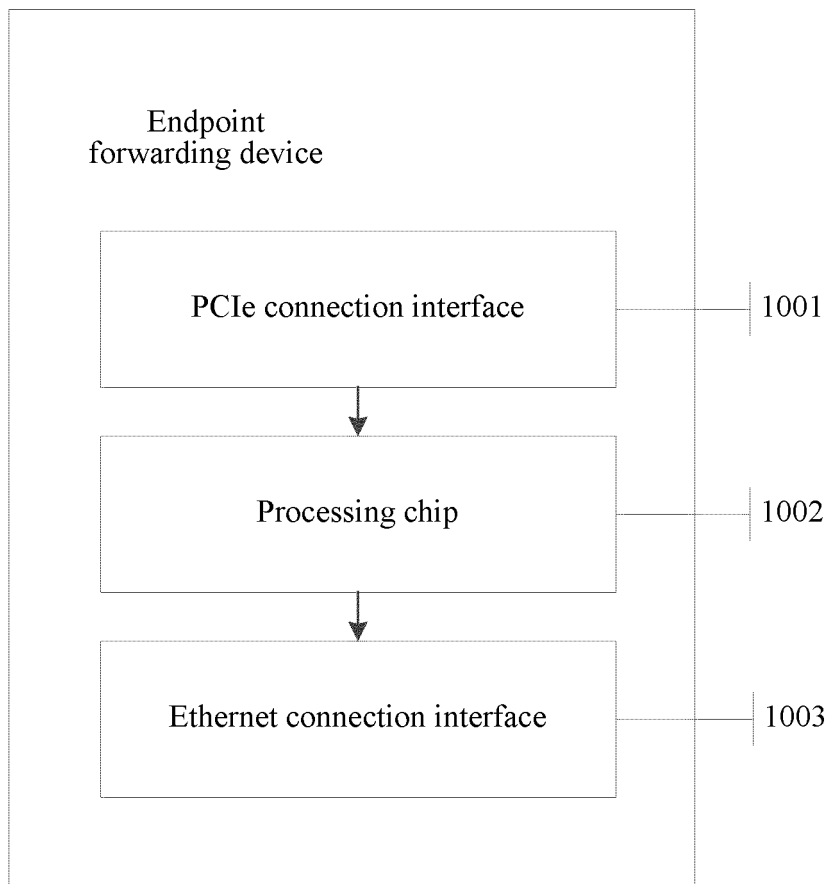 Endpoint
forwarding device
PCIe connection interface
1001
Processing chip
1002
Ethernet connection interface
1003